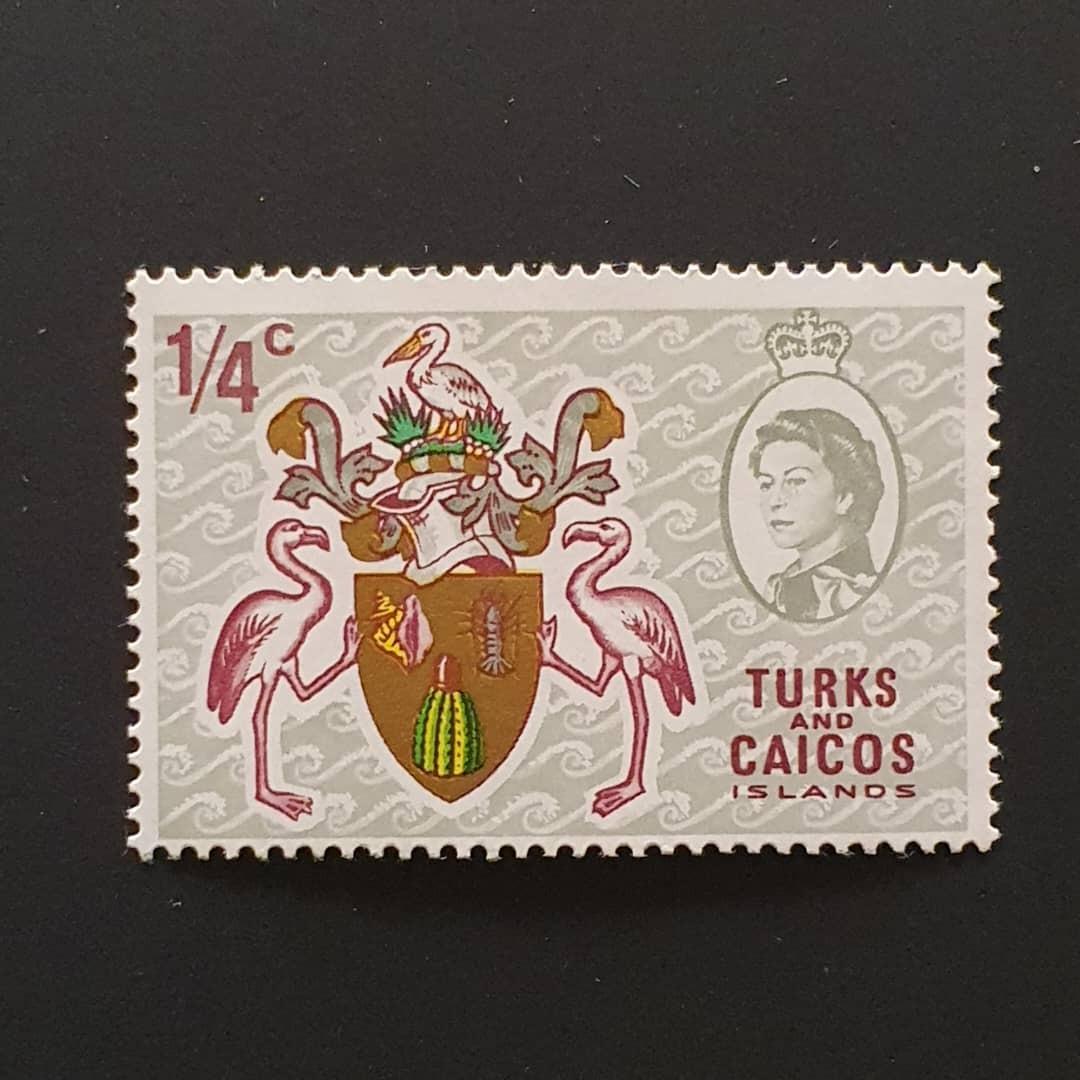 1/4c
TURKS
AND
CAICOS
ISLANDS